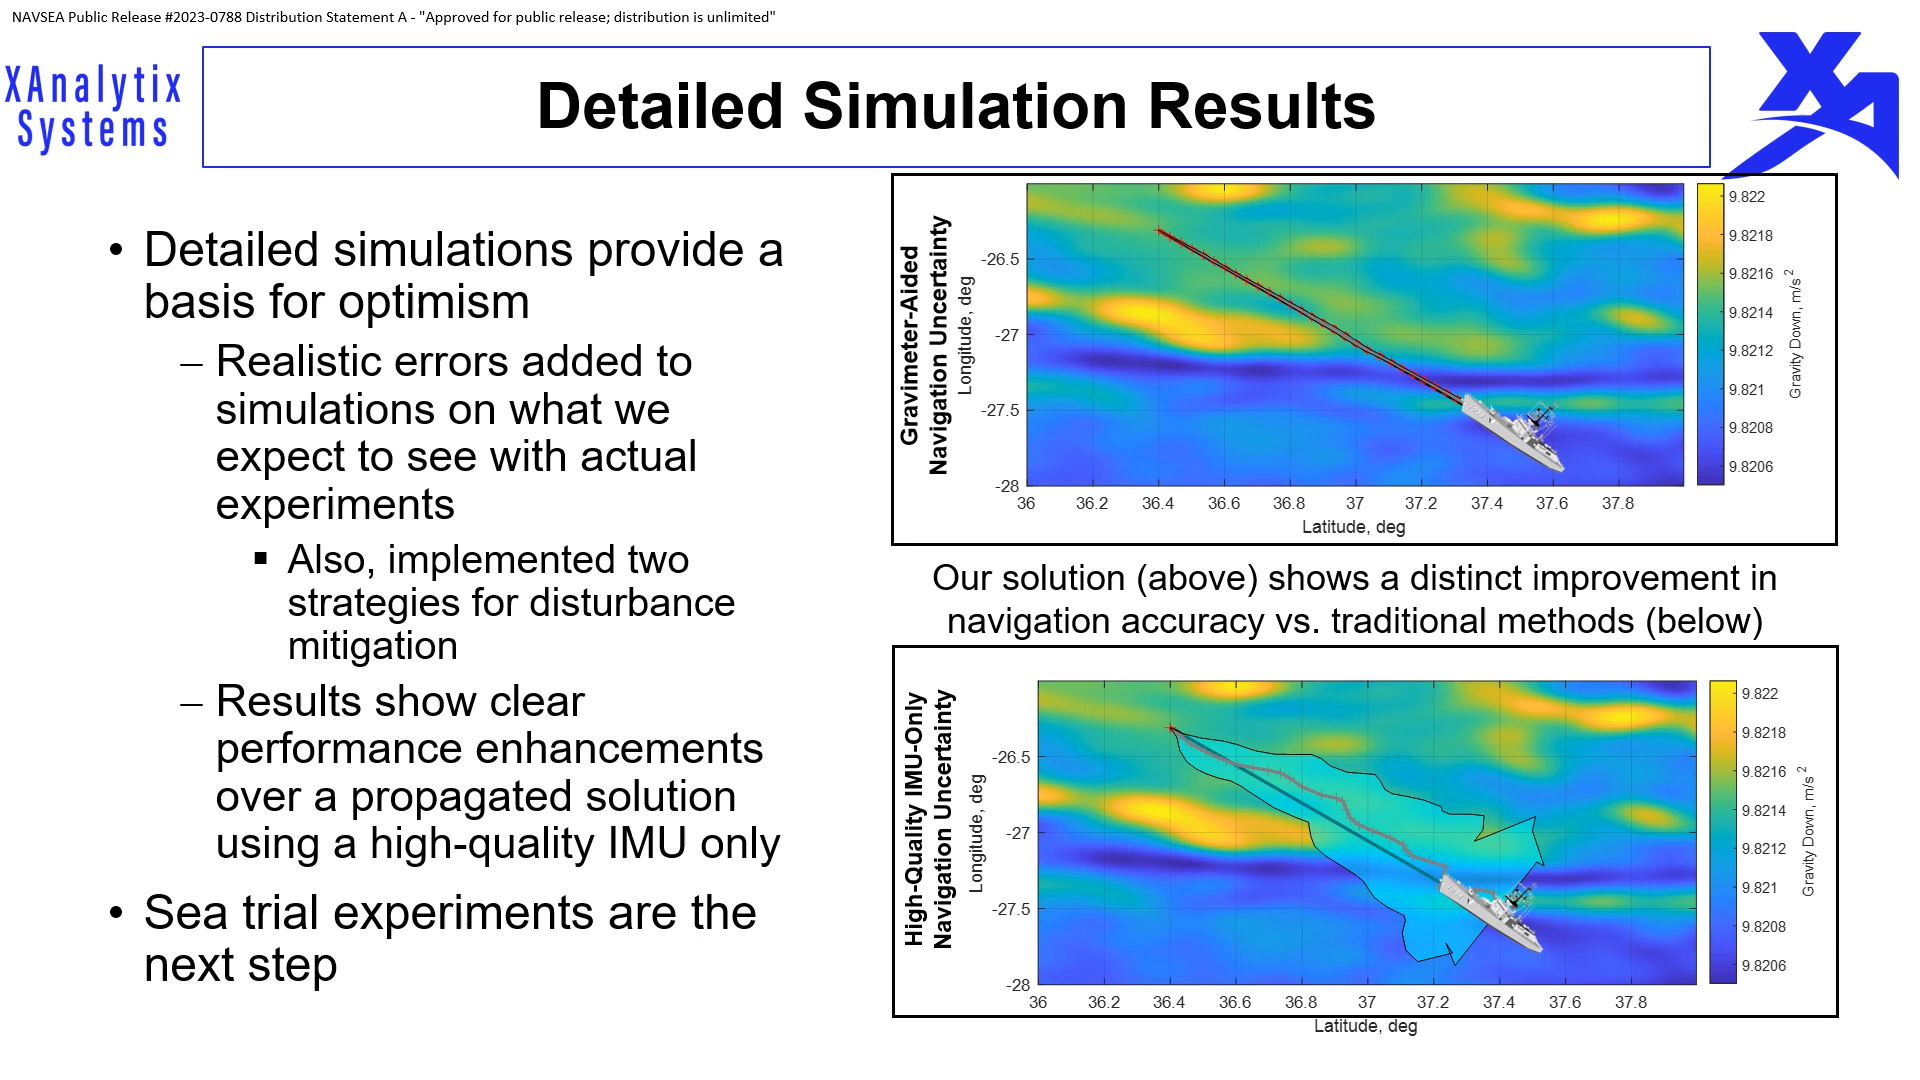 NAVSEA Public Release #2023-0788 Distribution Statement A - "Approved for public release; distribution is unlimited"
XAnalytix
Systems
Detailed Simulation Results
XA
• Detailed simulations provide a
basis for optimism
– Realistic errors added to
simulations on what we
expect to see with actual
experiments
▪ Also, implemented two
strategies for disturbance
mitigation
– Results show clear
performance enhancements
over a propagated solution
using a high-quality IMU only
• Sea trial experiments are the
next step
Gravimeter-Aided
Navigation Uncertainty
Longitude, deg
-26.5
-27
-27.5
-28
36 36.2 36.4 36.6 36.8 37 37.2 37.4 37.6 37.8
Latitude, deg
9.822
9.8218
9.8216
9.8214
9.8212
9.821
9.8208
9.8206
Gravity Down, m/s²
Our solution (above) shows a distinct improvement in
navigation accuracy vs. traditional methods (below)
High-Quality IMU-Only
Navigation Uncertainty
Longitude, deg
-26.5
-27
-27.5
-28
36 36.2 36.4 36.6 36.8 37 37.2 37.4 37.6 37.8
Latitude, deg
9.822
9.8218
9.8216
9.8214
9.8212
9.821
9.8208
9.8206
Gravity Down, m/s²